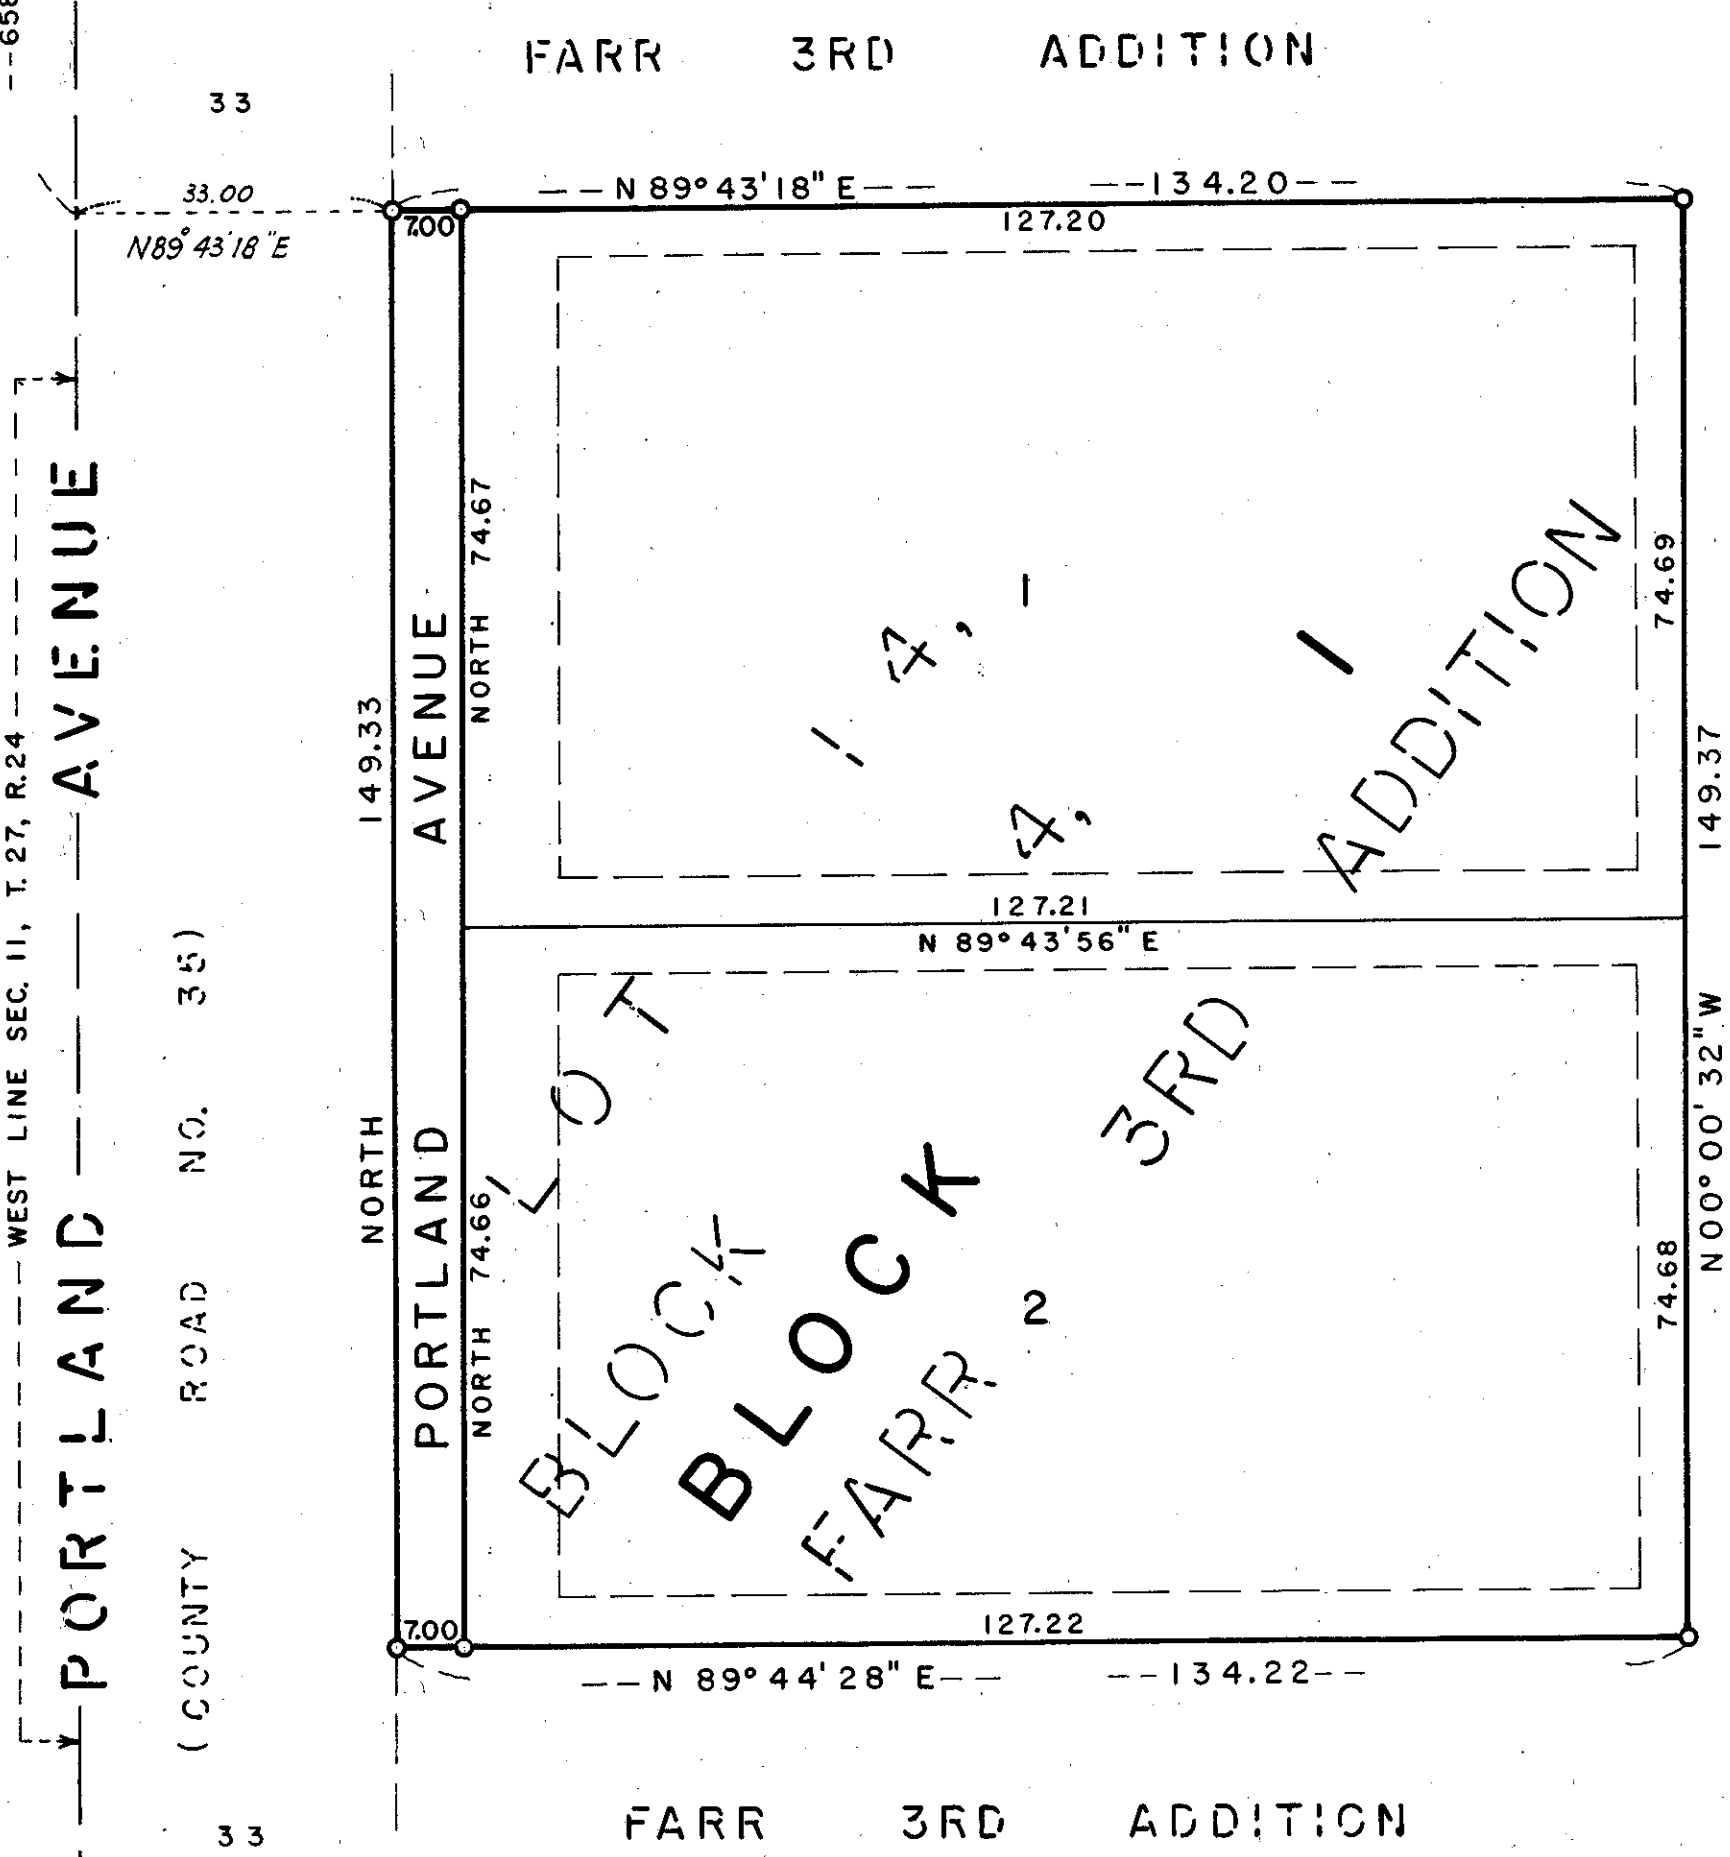 --658
FARR 3RD ADDITION
33
33.00
N89°43'18"E
--N 89°43'18" E--
--134.20--
7.00
127.20
WEST LINE SEC. 11, T. 27, R.24
PORTLAND AVENUE
(COUNTY ROAD NO. 35)
NORTH 149.33
PORTLAND AVENUE
NORTH 74.67
1
74.69
LOT 1, 4,
BLOCK 4,
BLOCK 1
FARR 3RD ADDITION
127.21
N 89°43'56" E
N00°00'32"W 149.37
NORTH 74.66
2
74.68
7.00
127.22
--N 89°44'28" E--
--134.22--
FARR 3RD ADDITION
33